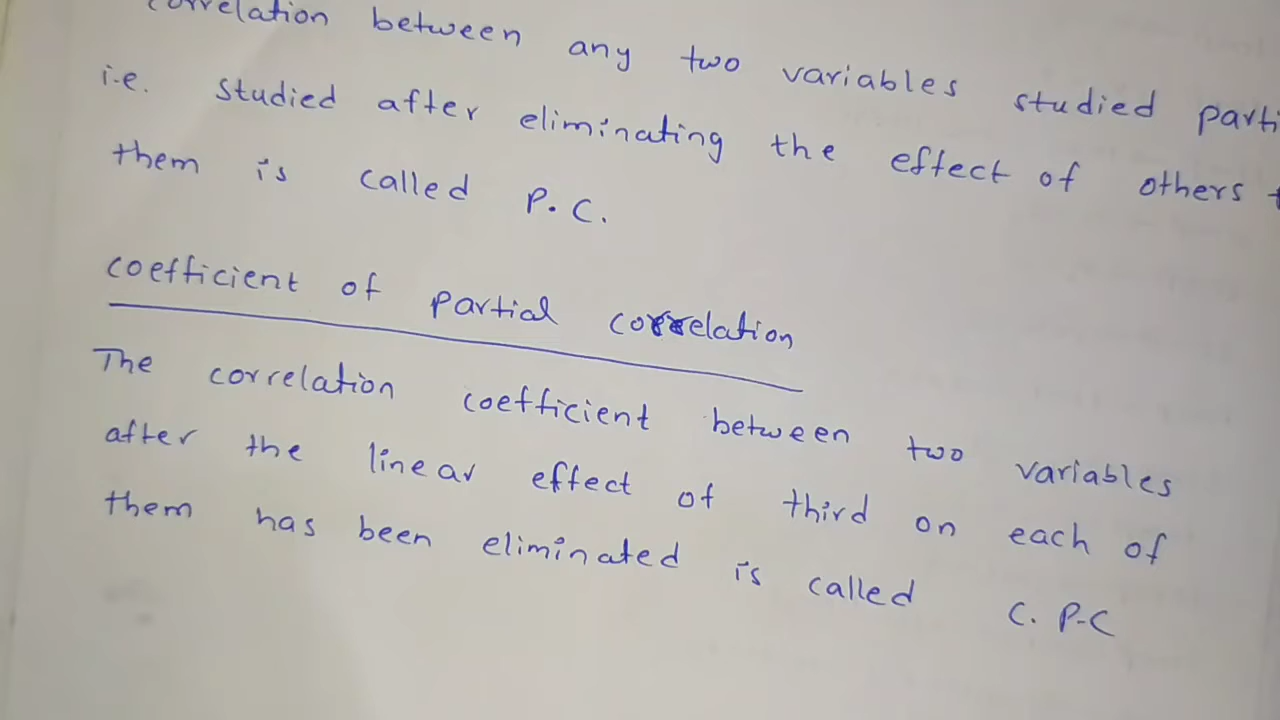 correlation between any two variables studied parti
i.e. studied after eliminating the effect of others
them is called P.C.
coefficient of partial correlation
The correlation coefficient between two variables
after the linear effect of third on each of
them has been eliminated is called C. P-C